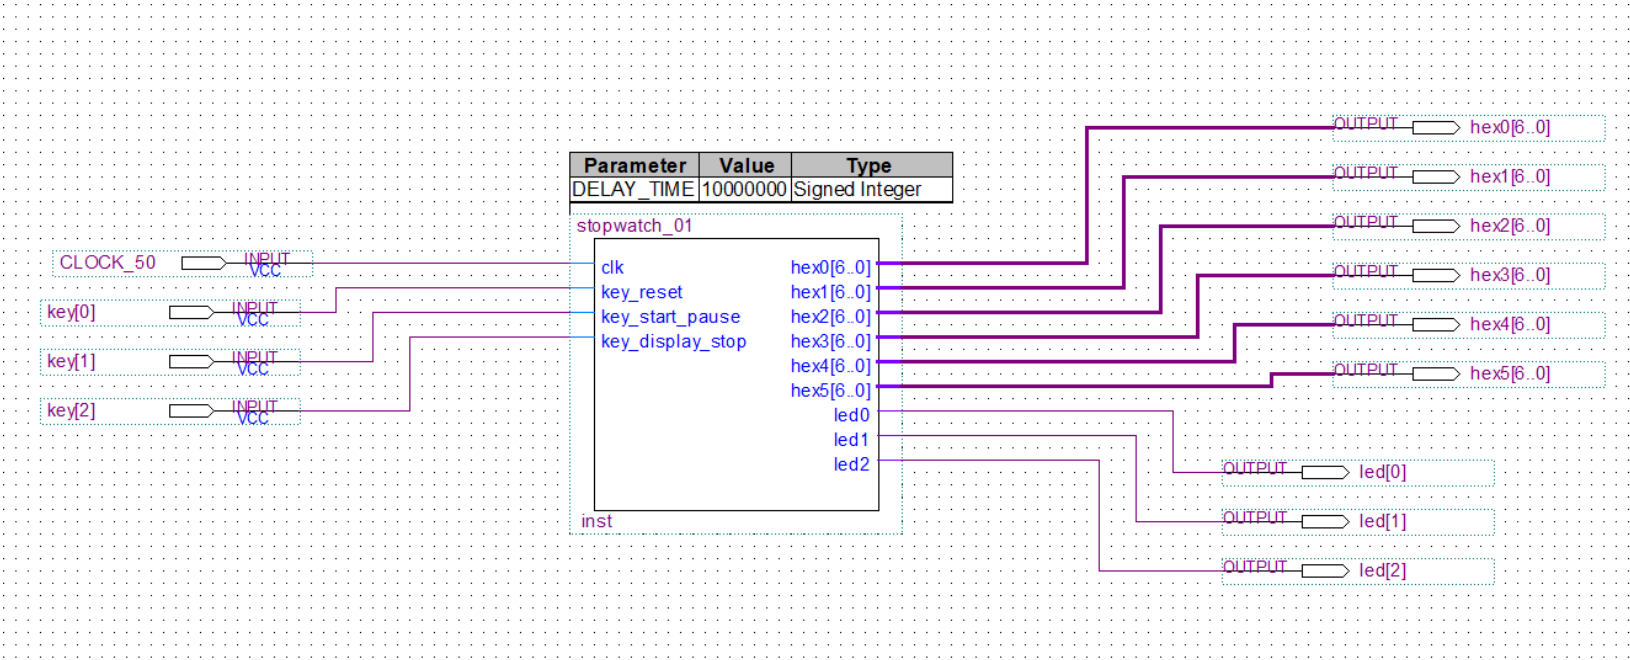 Parameter Value Type
DELAY_TIME 10000000 Signed Integer
stopwatch_01
CLOCK_50 INPUT VCC
key[0] INPUT VCC
key[1] INPUT VCC
key[2] INPUT VCC
clk
key_reset
key_start_pause
key_display_stop
hex0[6..0]
hex1[6..0]
hex2[6..0]
hex3[6..0]
hex4[6..0]
hex5[6..0]
led0
led1
led2
inst
OUTPUT hex0[6..0]
OUTPUT hex1[6..0]
OUTPUT hex2[6..0]
OUTPUT hex3[6..0]
OUTPUT hex4[6..0]
OUTPUT hex5[6..0]
OUTPUT led[0]
OUTPUT led[1]
OUTPUT led[2]